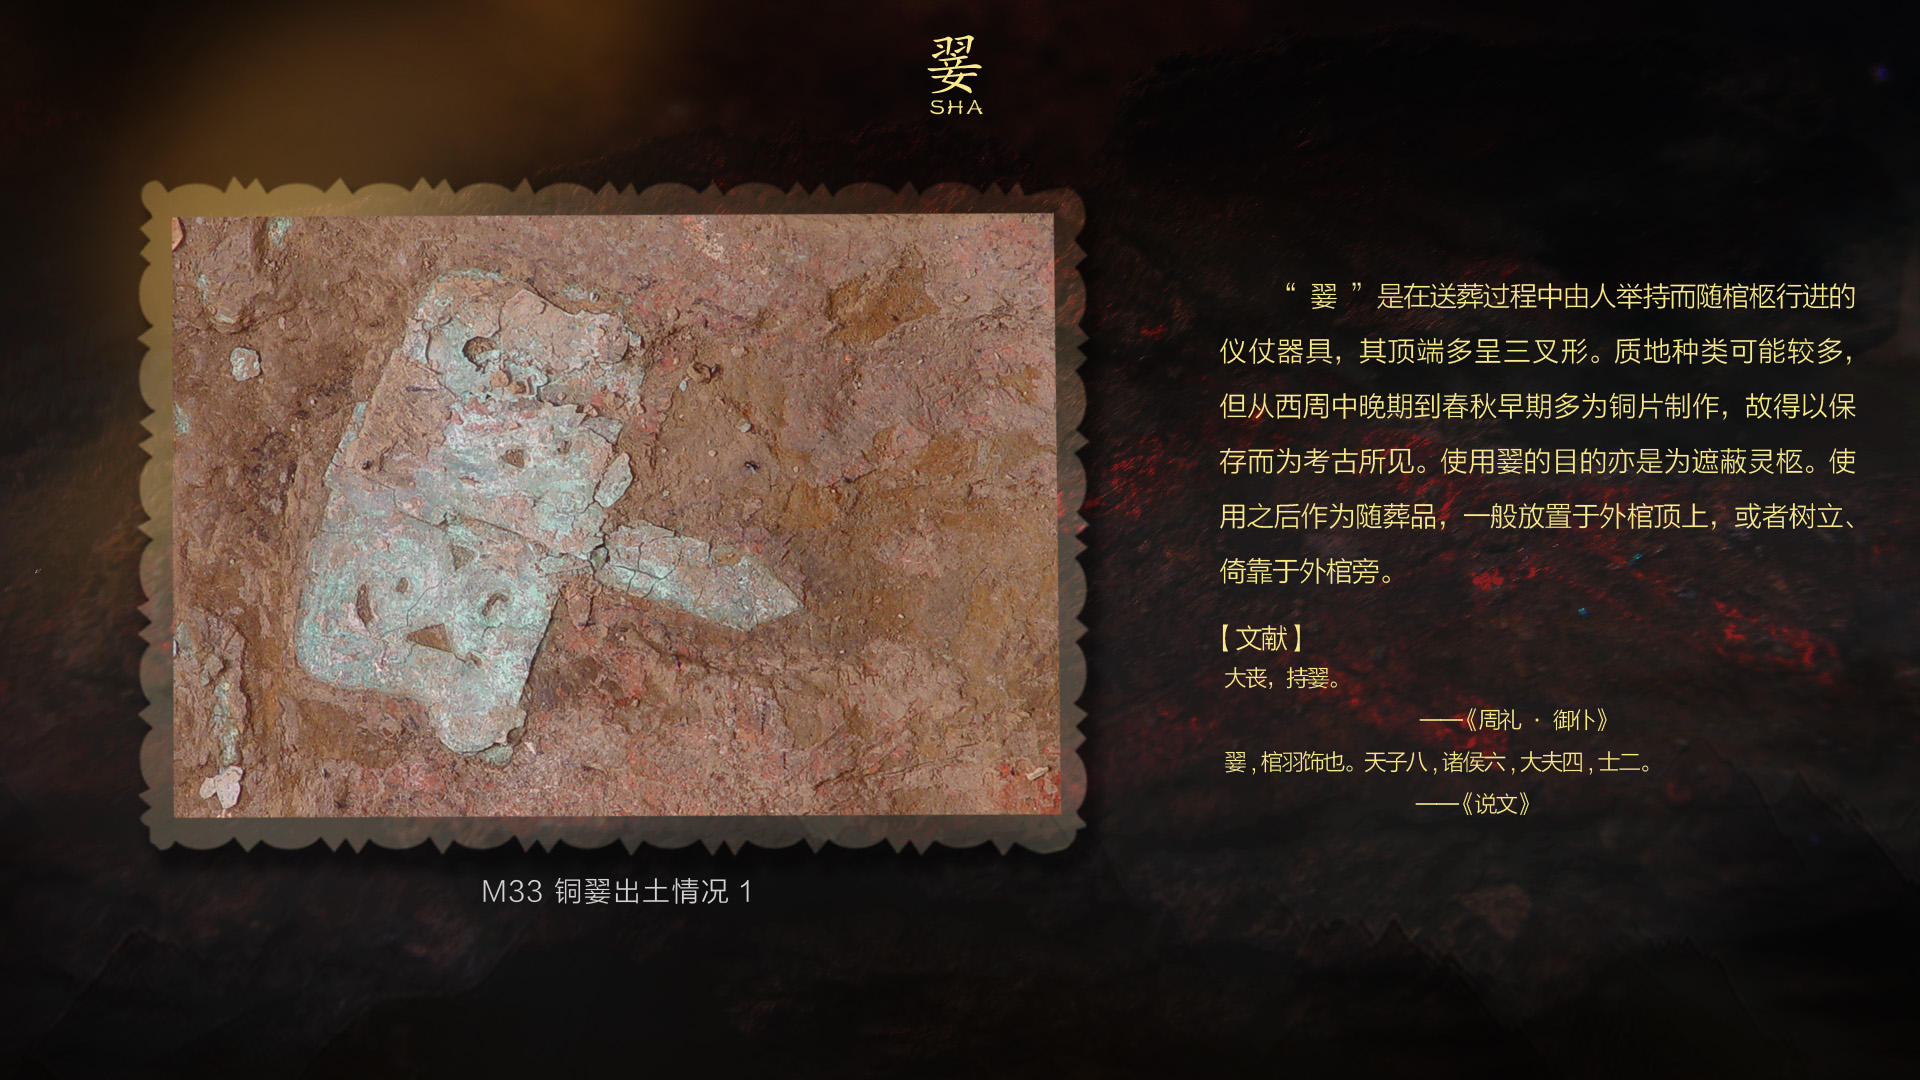 翣
SHA
“ 翣 ”是在送葬过程中由人举持而随棺柩行进的
仪仗器具，其顶端多呈三叉形。质地种类可能较多，
但从西周中晚期到春秋早期多为铜片制作，故得以保
存而为考古所见。使用翣的目的亦是为遮蔽灵柩。使
用之后作为随葬品，一般放置于外棺顶上，或者树立、
倚靠于外棺旁。
【文献】
大丧，持翣。
——《周礼 · 御仆》
翣，棺羽饰也。天子八，诸侯六，大夫四，士二。
——《说文》
M33 铜翣出土情况 1